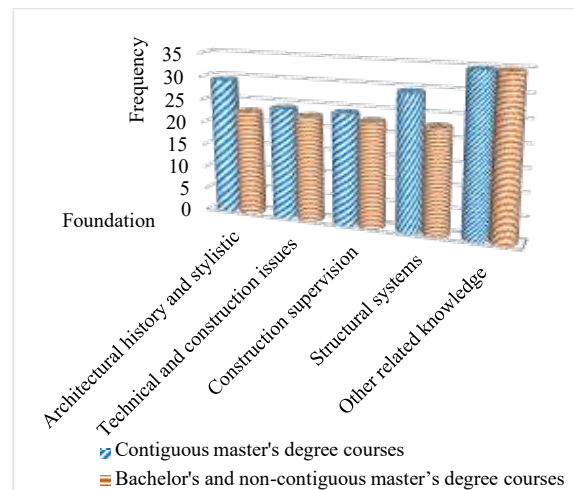 Frequency
35
30
25
20
15
10
5
0
Foundation
Architectural history and stylistic
Technical and construction issues
Construction supervision
Structural systems
Other related knowledge
Contiguous master's degree courses
Bachelor's and non-contiguous master’s degree courses